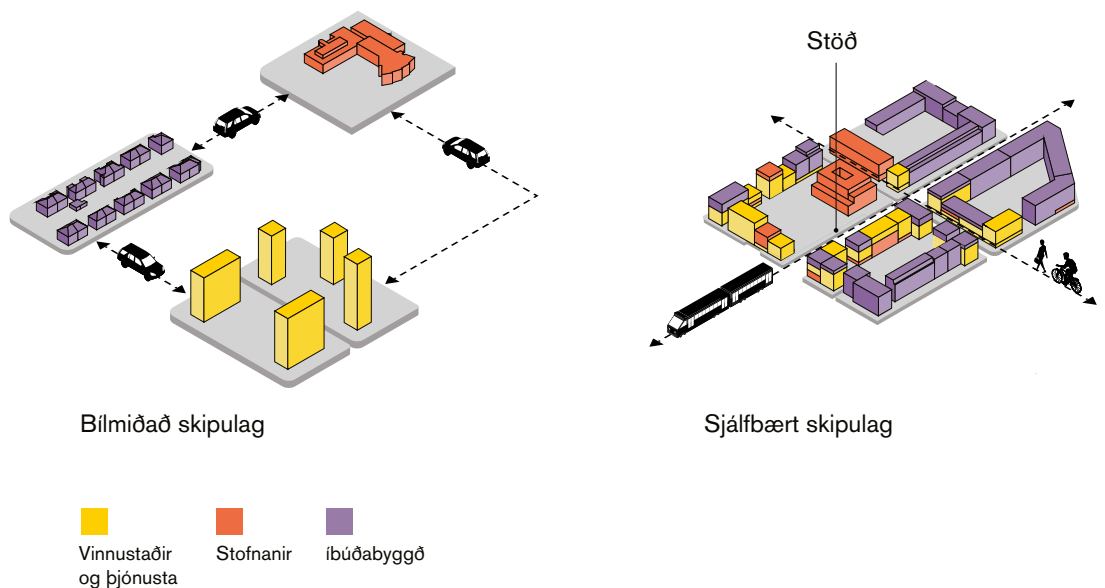 Stöð
Bílmiðað skipulag
Sjálfbært skipulag
Vinnustaðir
og þjónusta
Stofnanir
íbúðabyggð